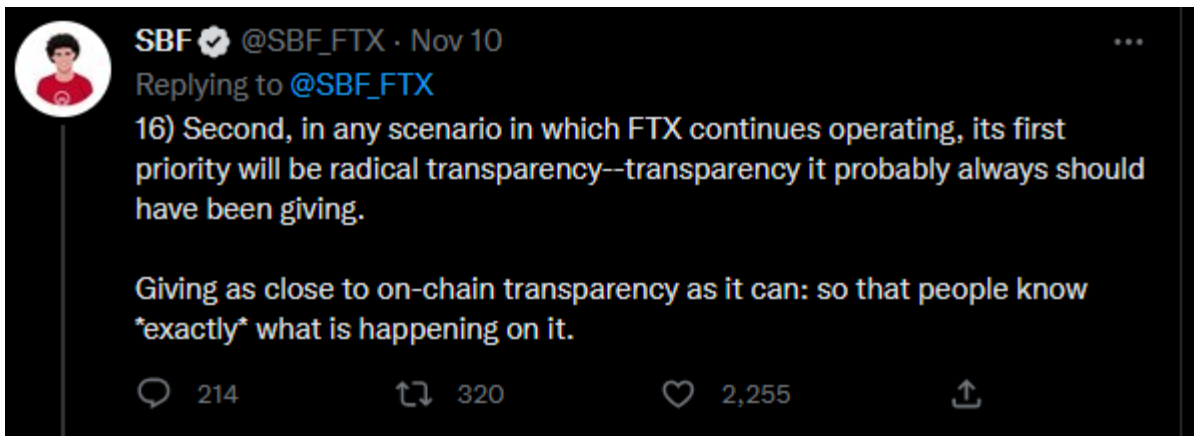 SBF @SBF_FTX · Nov 10
Replying to @SBF_FTX
16) Second, in any scenario in which FTX continues operating, its first
priority will be radical transparency--transparency it probably always should
have been giving.
Giving as close to on-chain transparency as it can: so that people know
*exactly* what is happening on it.
214 320 2,255